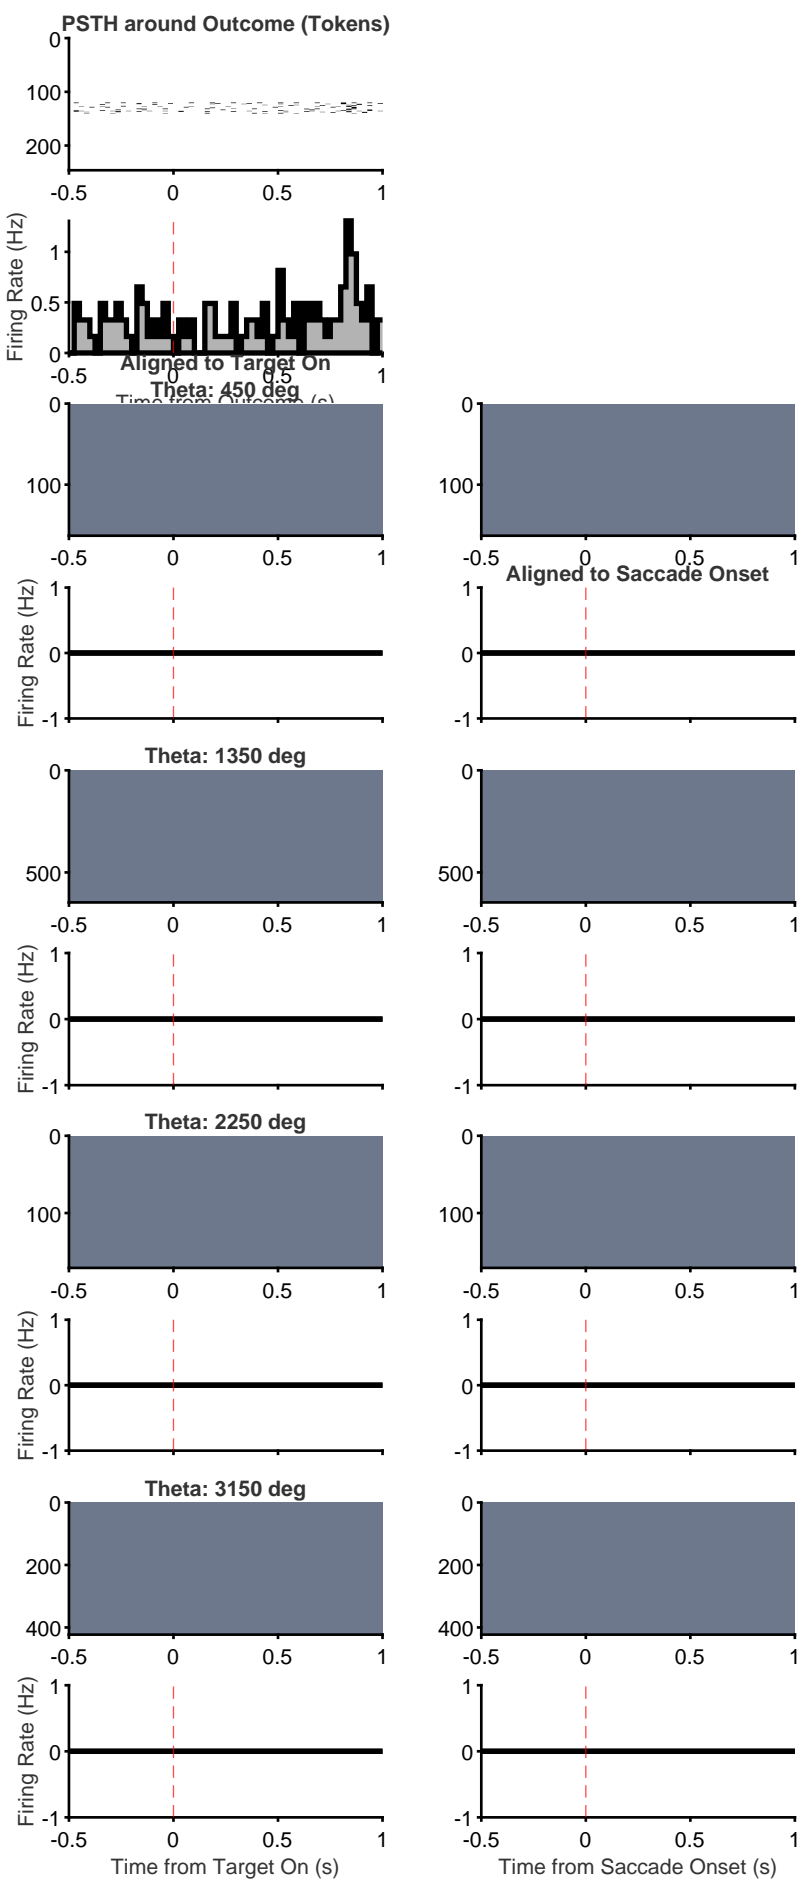 PSTH around Outcome (Tokens)
0
100
200
-0.5 0 0.5 1
Firing Rate (Hz)
1
0.5
0
-0.5 0 0.5 1
Time from Outcome (s)
Aligned to Target On
Theta: 450 deg
0
100
-0.5 0 0.5 1
0
100
-0.5 0 0.5 1
Firing Rate (Hz)
1
0
-1
Aligned to Saccade Onset
1
0
-1
Theta: 1350 deg
0
500
-0.5 0 0.5 1
0
500
-0.5 0 0.5 1
Firing Rate (Hz)
1
0
-1
1
0
-1
Theta: 2250 deg
0
100
-0.5 0 0.5 1
0
100
-0.5 0 0.5 1
Firing Rate (Hz)
1
0
-1
1
0
-1
Theta: 3150 deg
0
200
400
-0.5 0 0.5 1
0
200
400
-0.5 0 0.5 1
Firing Rate (Hz)
1
0
-1
-0.5 0 0.5 1
Time from Target On (s)
1
0
-1
-0.5 0 0.5 1
Time from Saccade Onset (s)